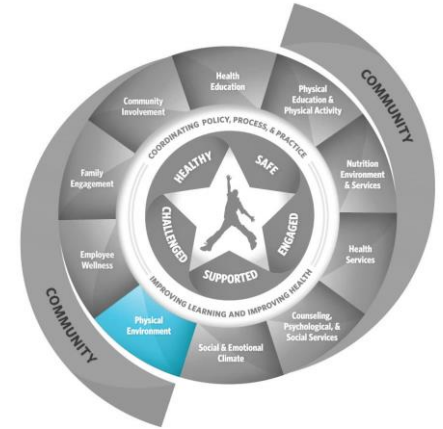 COMMUNITY
Health
Education
Physical
Education &
Physical Activity
Nutrition
Environment
& Services
Health
Services
Counseling,
Psychological, &
Social Services
Social & Emotional
Climate
Physical
Environment
Employee
Wellness
Family
Engagement
Community
Involvement
COORDINATING POLICY, PROCESS, & PRACTICE
IMPROVING LEARNING AND IMPROVING HEALTH
HEALTHY
SAFE
ENGAGED
SUPPORTED
CHALLENGED
COMMUNITY